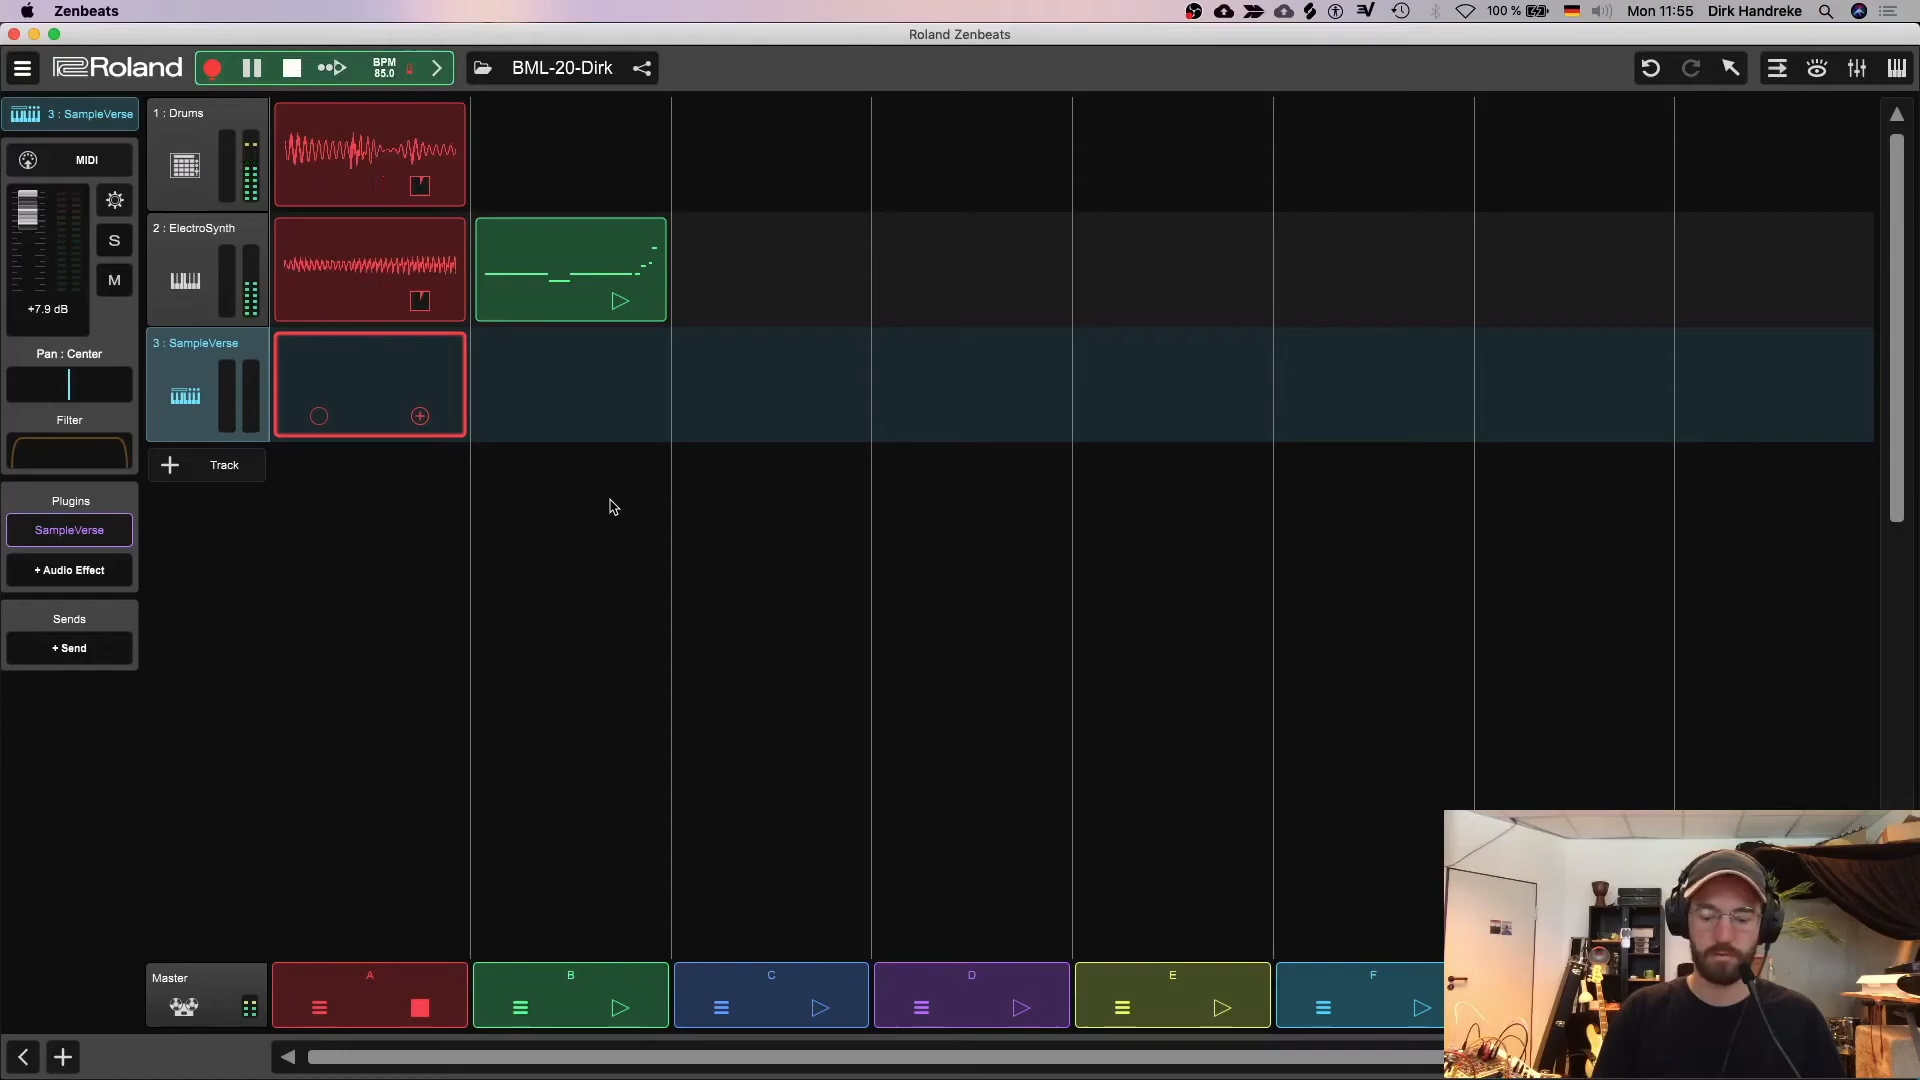 Zenbeats
100 %
Mon 11:55
Dirk Handreke
Roland Zenbeats
Roland
BPM
85.0
BML-20-Dirk
3 : SampleVerse
MIDI
S
M
+7.9 dB
Pan : Center
Filter
Plugins
SampleVerse
+ Audio Effect
Sends
+ Send
1 : Drums
2 : ElectroSynth
3 : SampleVerse
Track
Master
A
B
C
D
E
F